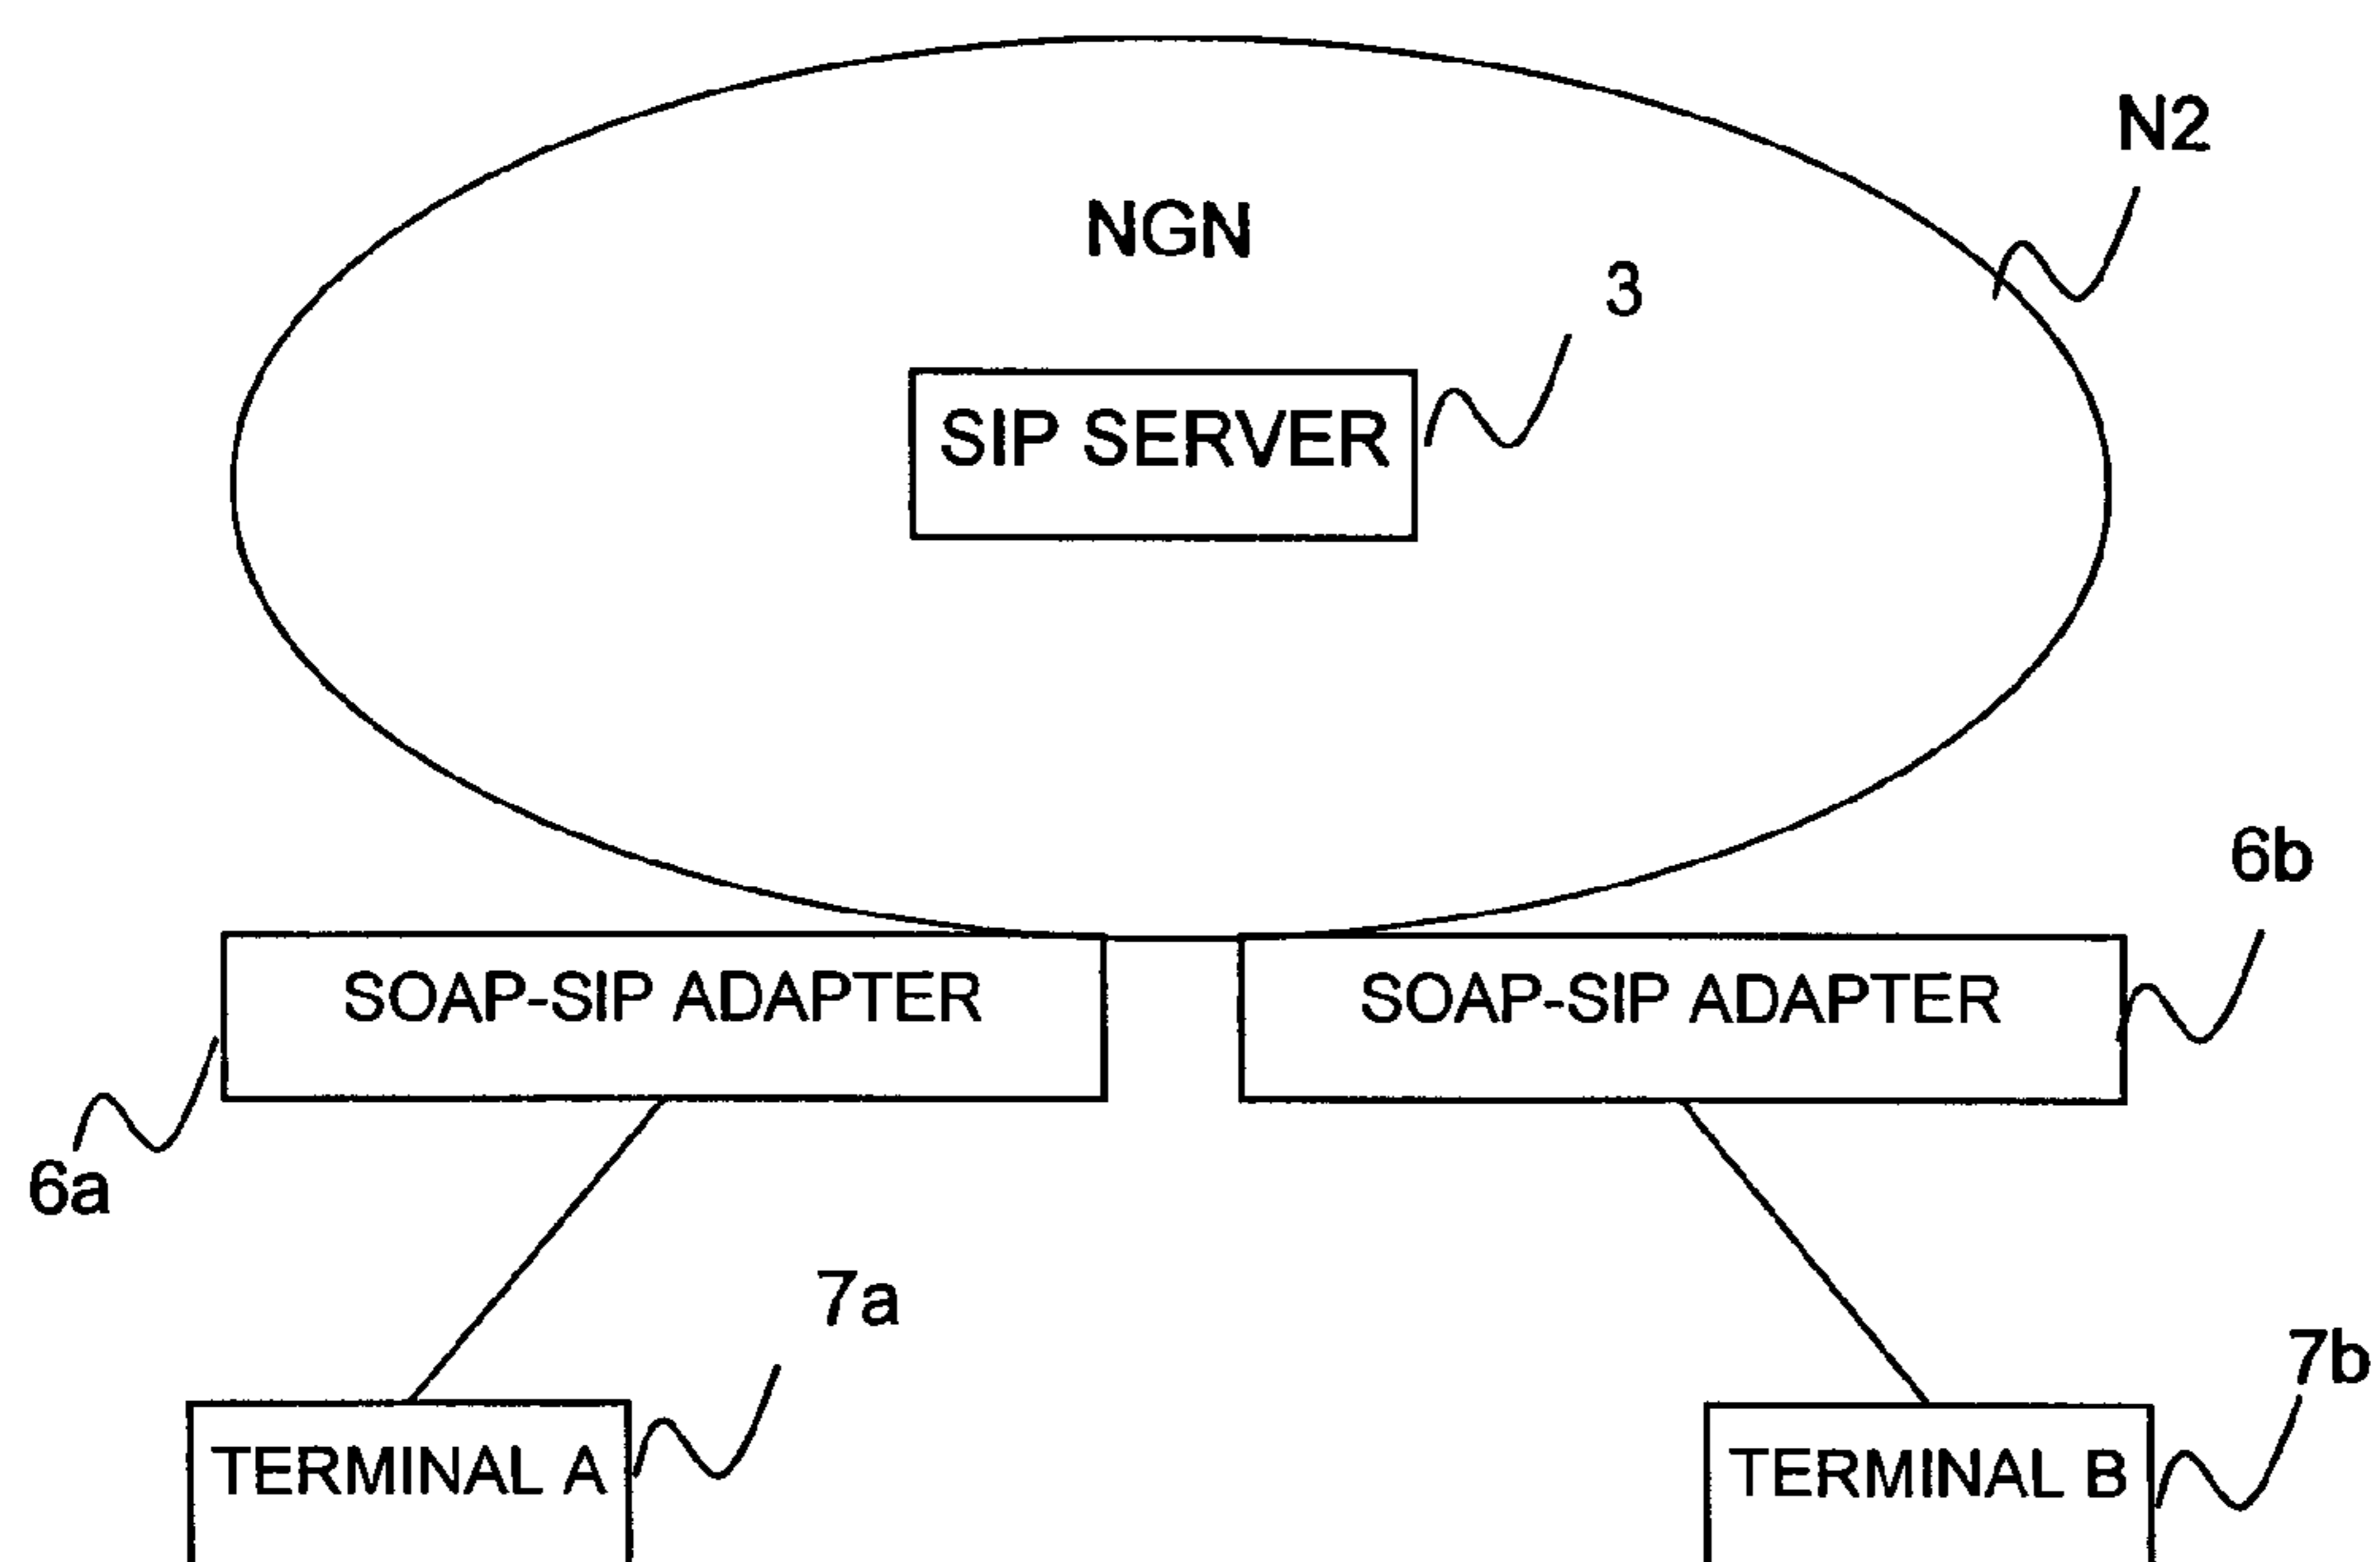 N2
NGN
3
SIP SERVER
6b
SOAP-SIP ADAPTER
SOAP-SIP ADAPTER
6a
7a
7b
TERMINAL A
TERMINAL B